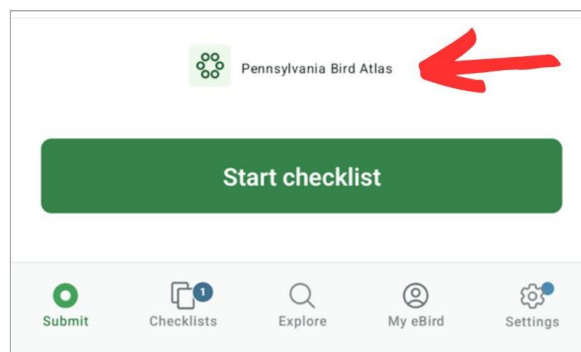 Pennsylvania Bird Atlas
Start checklist
1
Submit Checklists Explore My eBird Settings